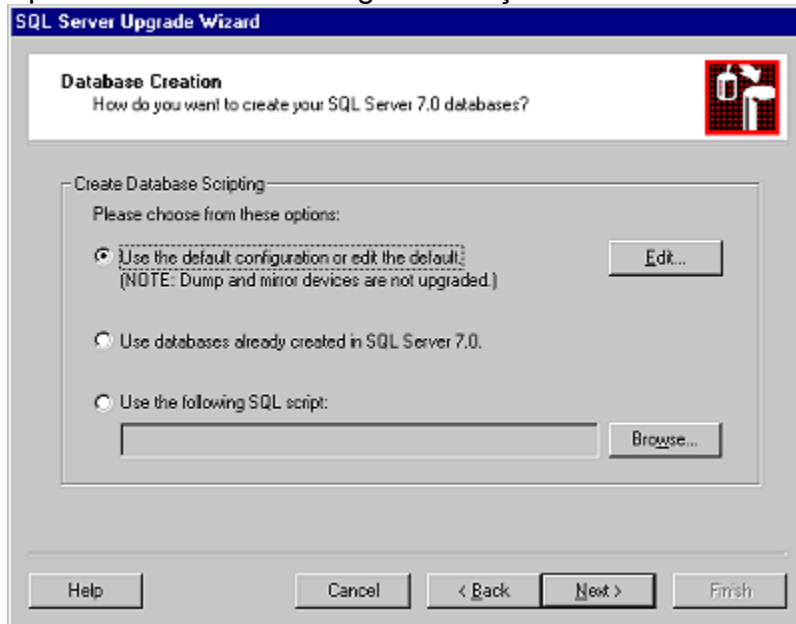 SQL Server Upgrade Wizard
Database Creation
How do you want to create your SQL Server 7.0 databases?
Create Database Scripting
Please choose from these options:
Use the default configuration or edit the default.
Edit...
(NOTE: Dump and mirror devices are not upgraded.)
Use databases already created in SQL Server 7.0.
Use the following SQL script:
Browse...
Help
Cancel
< Back
Next >
Finish